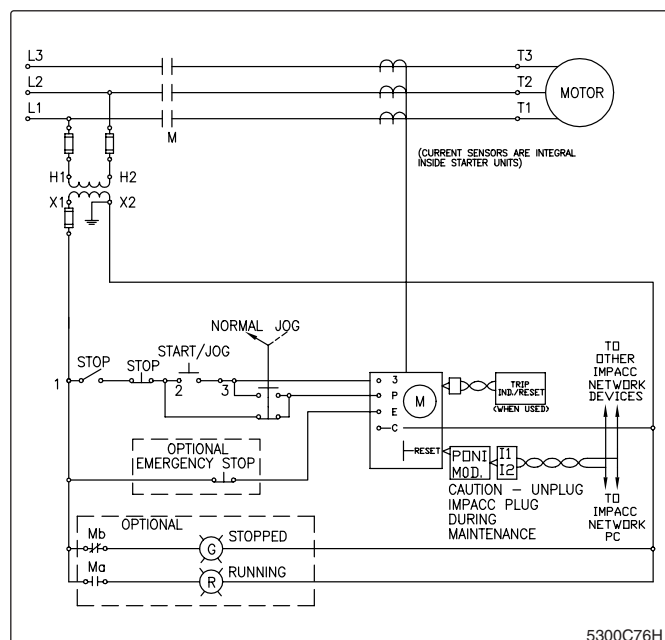 L3
T3
L2
T2
MOTOR
L1
T1
M
(CURRENT SENSORS ARE INTEGRAL
INSIDE STARTER UNITS)
H1
H2
X1
X2
NORMAL JOG
START/JOG
STOP
STOP
1
2
3
3
P
E
C
M
RESET
TRIP
IND./RESET
(WHEN USED)
TO
OTHER
IMPACC
NETWORK
DEVICES
OPTIONAL
EMERGENCY STOP
PONI
MOD.
I1
I2
CAUTION - UNPLUG
IMPACC PLUG
DURING
MAINTENANCE
TO
IMPACC
NETWORK
PC
OPTIONAL
Mb
G
STOPPED
Ma
R
RUNNING
5300C76H